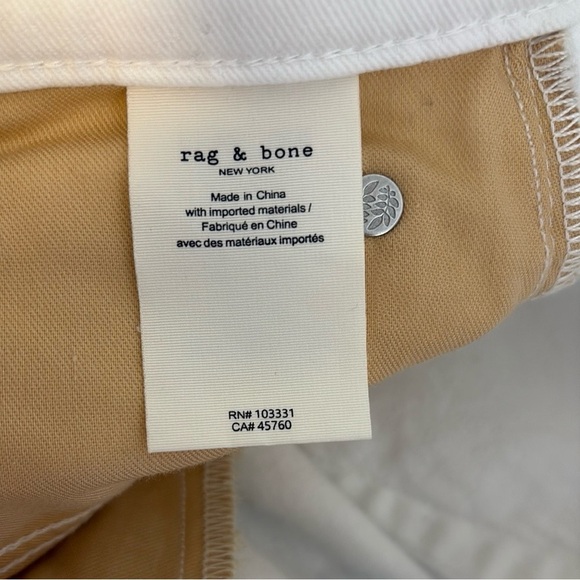 rag & bone
NEW YORK
Made in China
with imported materials /
Fabriqué en Chine
avec des matériaux importés
RN# 103331
CA# 45760